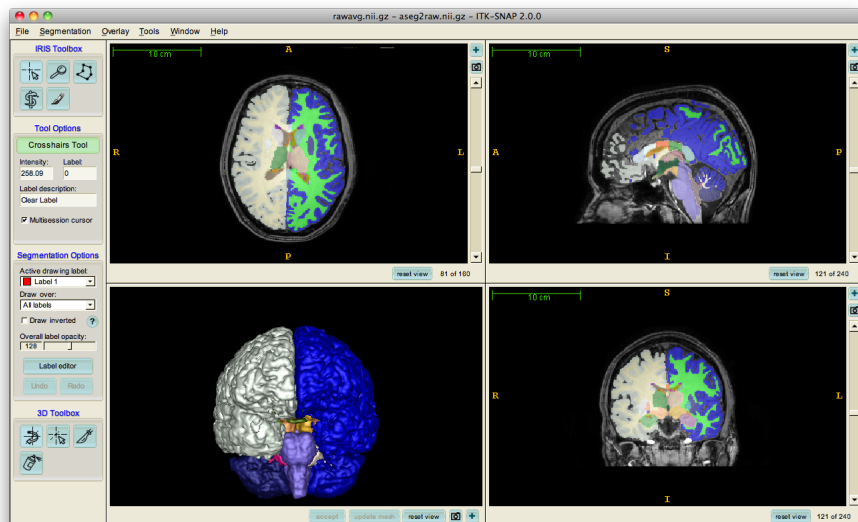 rawavg.nii.gz - aseg2raw.nii.gz - ITK-SNAP 2.0.0
File Segmentation Overlay Tools Window Help
IRIS Toolbox
Tool Options
Crosshairs Tool
Intensity: Label:
258.09 0
Label description:
Clear Label
Multisession cursor
Segmentation Options
Active drawing label:
Label 1
Draw over:
All labels
Draw inverted ?
Overall label opacity:
128
Label editor
Undo Redo
3D Toolbox
10 cm
A
R
L
P
reset view 81 of 160
10 cm
S
A
P
I
reset view 121 of 240
accept update mesh reset view
10 cm
S
R
L
I
reset view 121 of 240